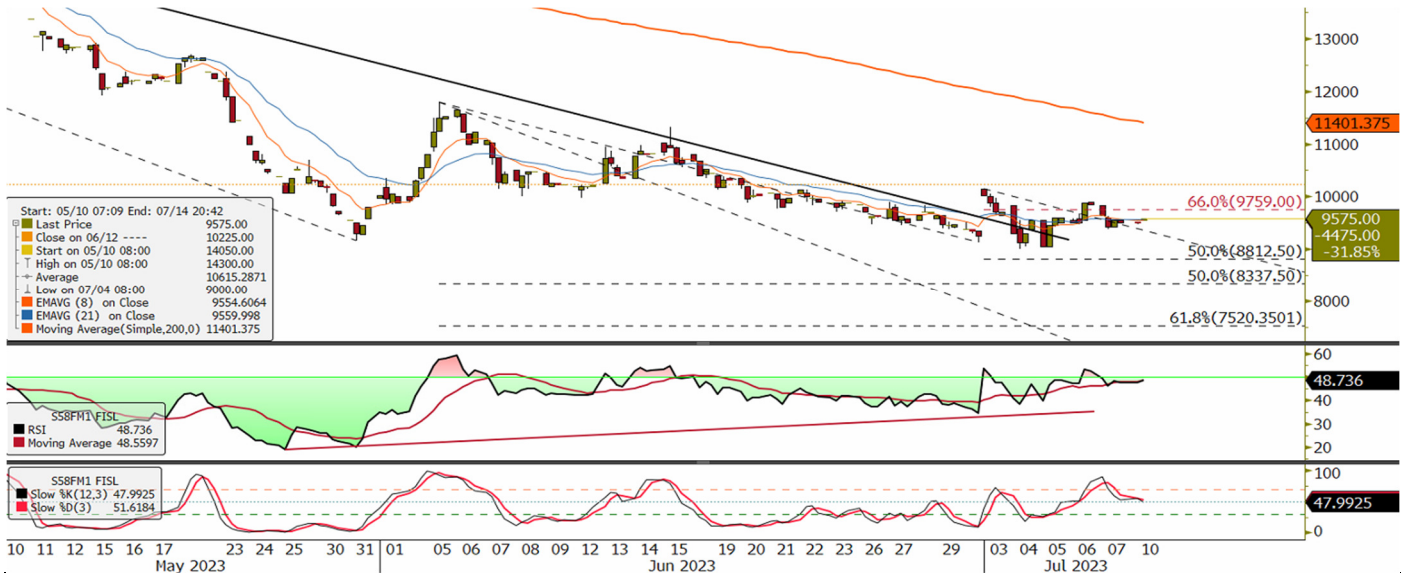 13000
12000
11401.375
11000
10000
66.0%(9759.00)
9575.00
-4475.00
-31.85%
50.0%(8812.50)
50.0%(8337.50)
8000
61.8%(7520.3501)
Start: 05/10 07:09 End: 07/14 20:42
Last Price 9575.00
Close on 06/12 ---- 10225.00
Start on 05/10 08:00 14050.00
High on 05/10 08:00 14300.00
Average 10615.2871
Low on 07/04 08:00 9000.00
EMAVG (8) on Close 9554.6064
EMAVG (21) on Close 9559.998
Moving Average(Simple,200,0) 11401.375
60
48.736
40
30
20
S58FM1 FISL
RSI 48.736
Moving Average 48.5597
100
47.9925
0
S58FM1 FISL
Slow %K(12,3) 47.9925
Slow %D(3) 51.6184
10 11 12 15 16 17 23 24 25 30 31 01 05 06 07 08 09 12 13 14 15 19 20 21 22 23 26 27 29 03 04 05 06 07 10
May 2023 Jun 2023 Jul 2023